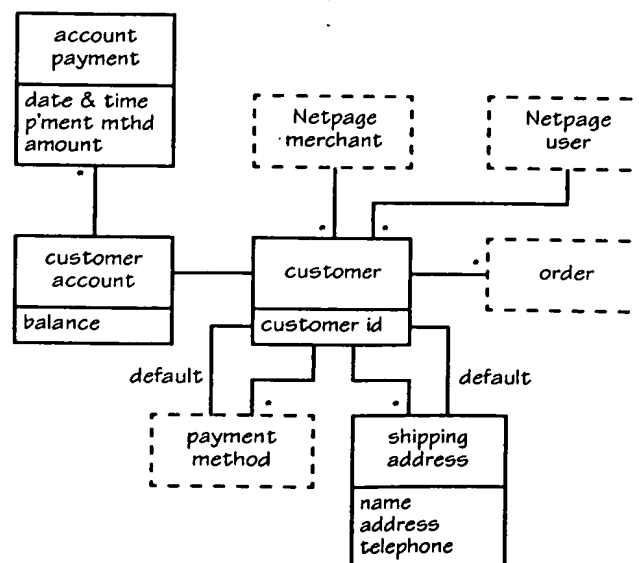 account
payment
date & time
p'ment mthd
amount
*
Netpage
merchant
*
Netpage
user
*
customer
account
balance
customer
customer id
*
order
default
*
payment
method
*
default
shipping
address
name
address
telephone